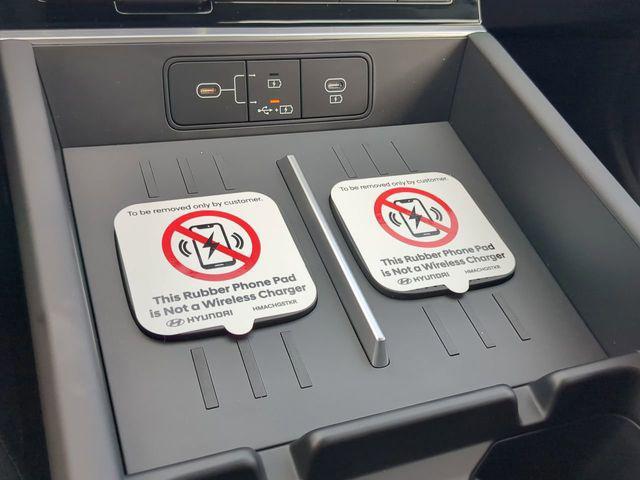 To be removed only by customer.
This Rubber Phone Pad
is Not a Wireless Charger
HYUNDAI HMACHGSTKR
To be removed only by customer.
This Rubber Phone Pad
is Not a Wireless Charger
HYUNDAI HMACHGSTKR